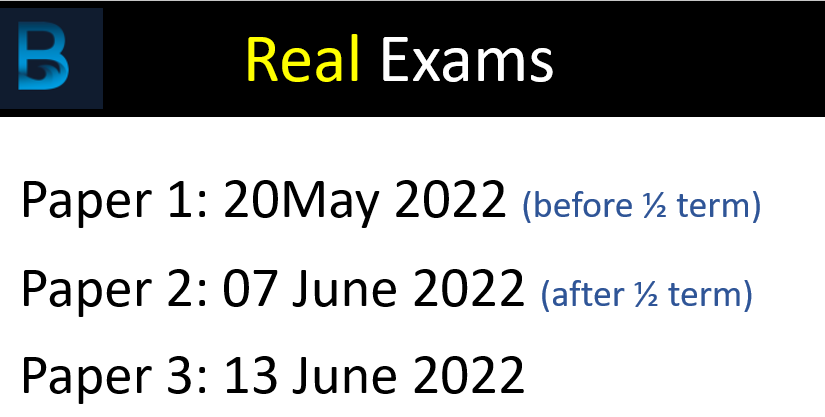 B
Real Exams
Paper 1: 20May 2022 (before ½ term)
Paper 2: 07 June 2022 (after ½ term)
Paper 3: 13 June 2022